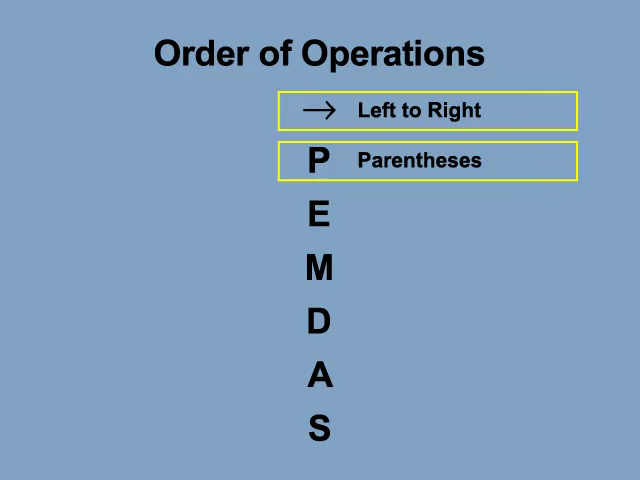 Order of Operations
→ Left to Right
P Parentheses
E
M
D
A
S